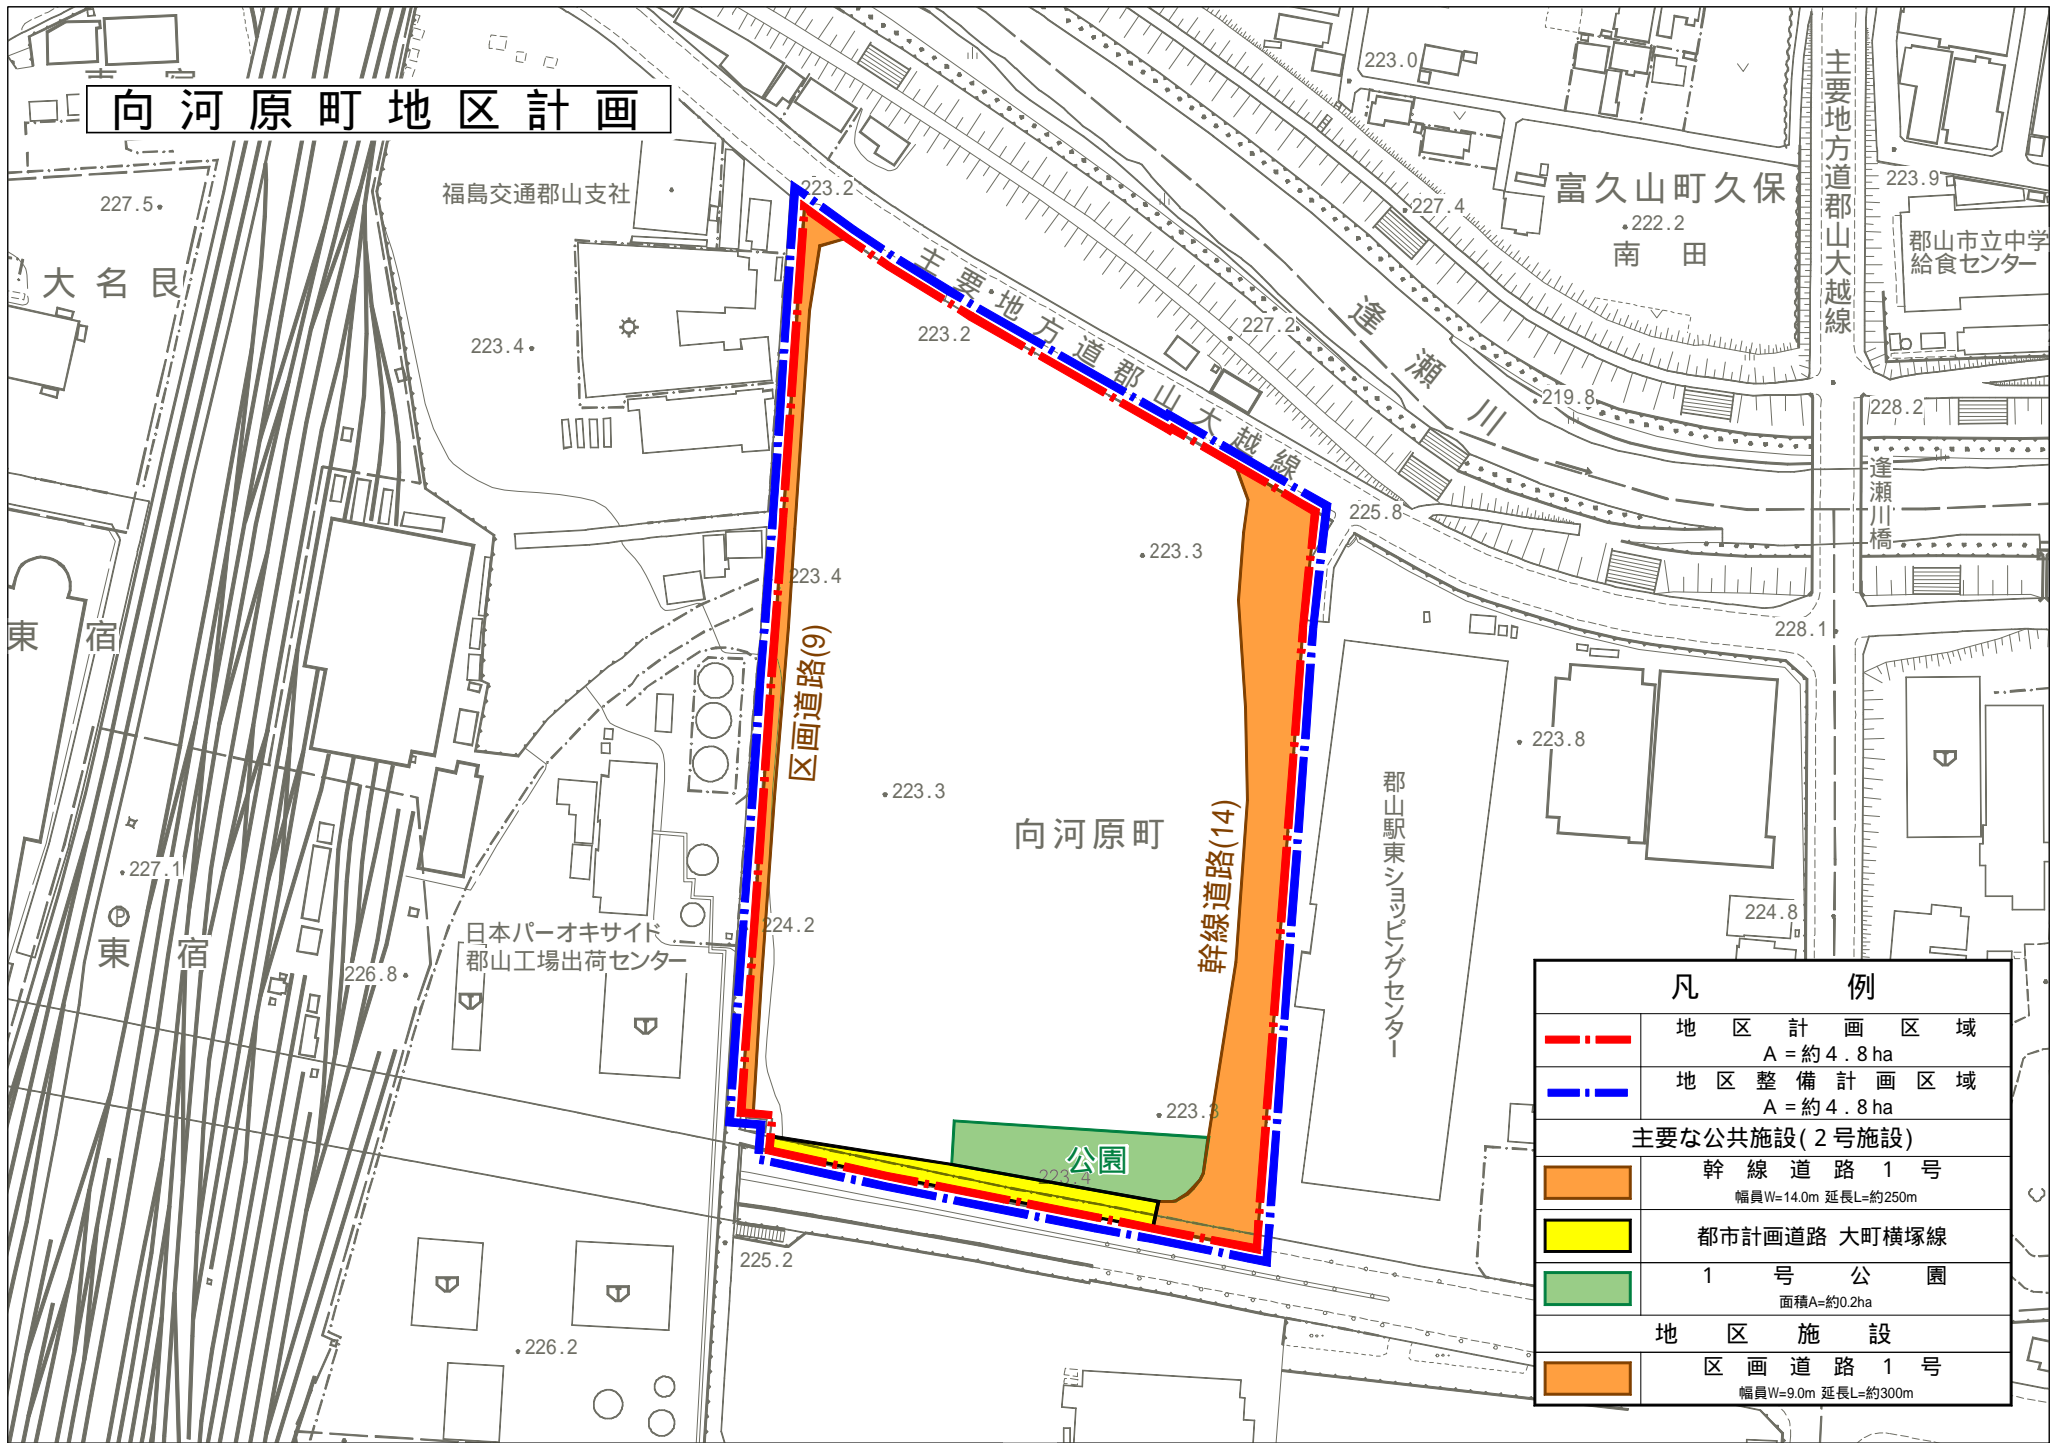 向河原町地区計画
223.0
主要地方道郡山大越線
227.5
福島交通郡山支社
223.2
227.4
富久山町久保
222.2
南田
223.9
郡山市立中学
給食センター
大名艮
主要地方道郡山大越線
223.4
223.2
227.2
逢瀬川
219.8
228.2
逢瀬川橋
225.8
223.3
223.4
東宿
228.1
区画道路(9)
223.8
223.3
向河原町
幹線道路(14)
郡山駅東ショッピングセンター
227.1
P
東宿
224.2
224.8
日本パーオキサイド
郡山工場出荷センター
226.8
223.3
公園
223.4
225.2
226.2
凡例
地区計画区域
A=約4.8ha
地区整備計画区域
A=約4.8ha
主要な公共施設(2号施設)
幹線道路1号
幅員W=14.0m 延長L=約250m
都市計画道路 大町横塚線
1号公園
面積A=約0.2ha
地区施設
区画道路1号
幅員W=9.0m 延長L=約300m